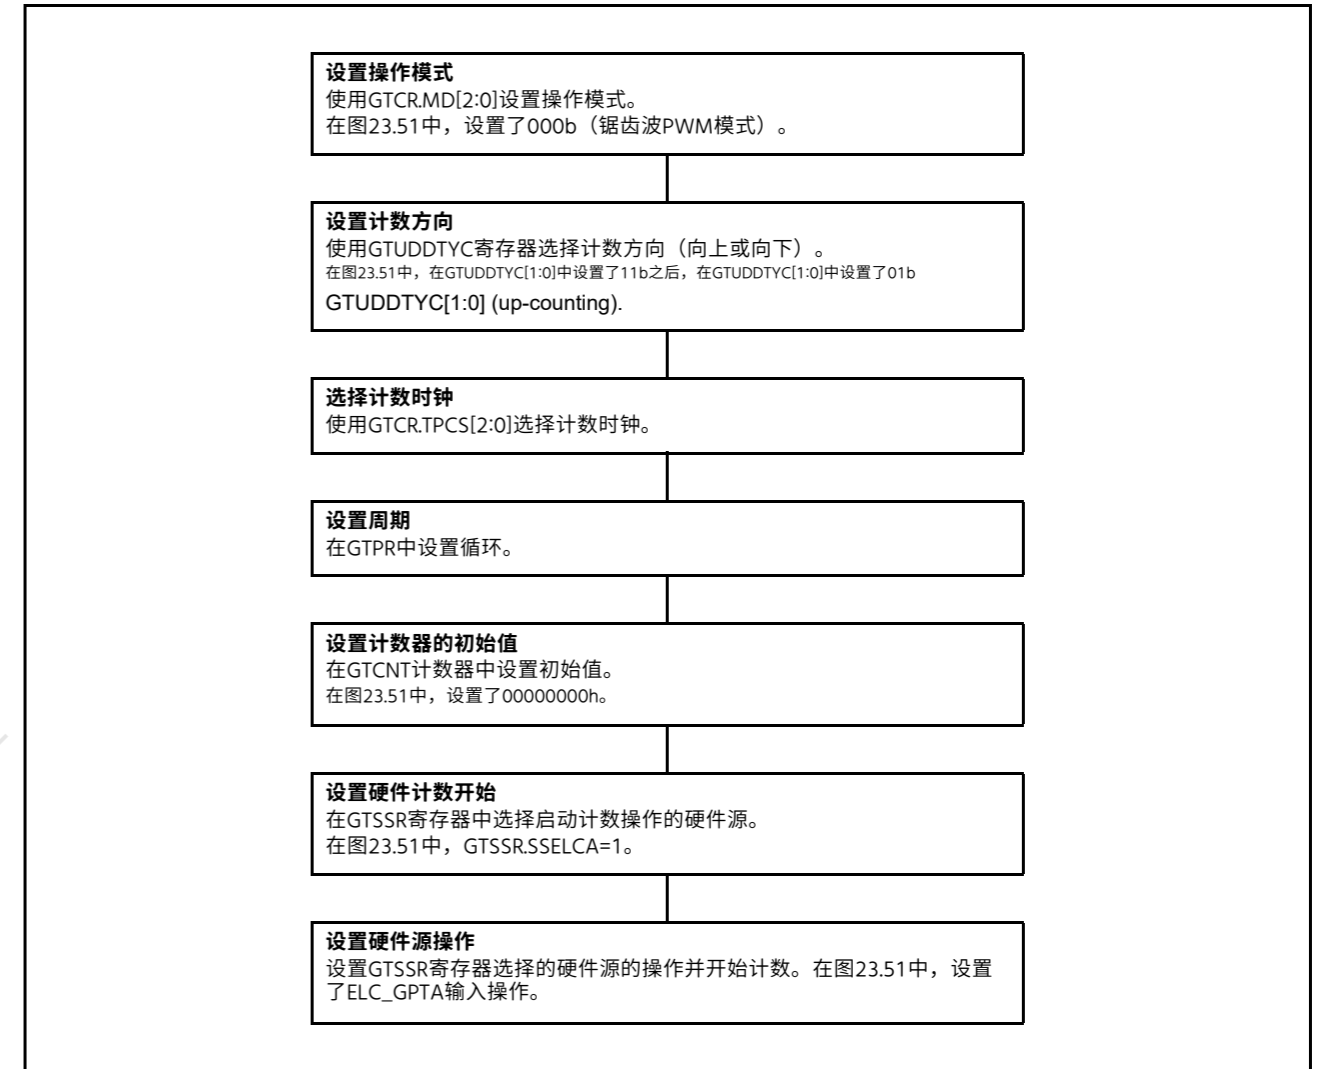 设置操作模式
使用GTCR.MD[2:0]设置操作模式。
在图23.51中，设置了000b（锯齿波PWM模式）。
设置计数方向
使用GTUDDTYC寄存器选择计数方向（向上或向下）。
在图23.51中，在GTUDDTYC[1:0]中设置了11b之后，在GTUDDTYC[1:0]中设置了01b
GTUDDTYC[1:0] (up-counting).
选择计数时钟
使用GTCR.TPCS[2:0]选择计数时钟。
设置周期
在GTPR中设置循环。
设置计数器的初始值
在GTCNT计数器中设置初始值。
在图23.51中，设置了00000000h。
设置硬件计数开始
在GTSSR寄存器中选择启动计数操作的硬件源。
在图23.51中，GTSSR.SSELCA=1。
设置硬件源操作
设置GTSSR寄存器选择的硬件源的操作并开始计数。在图23.51中，设置
了ELC_GPTA输入操作。